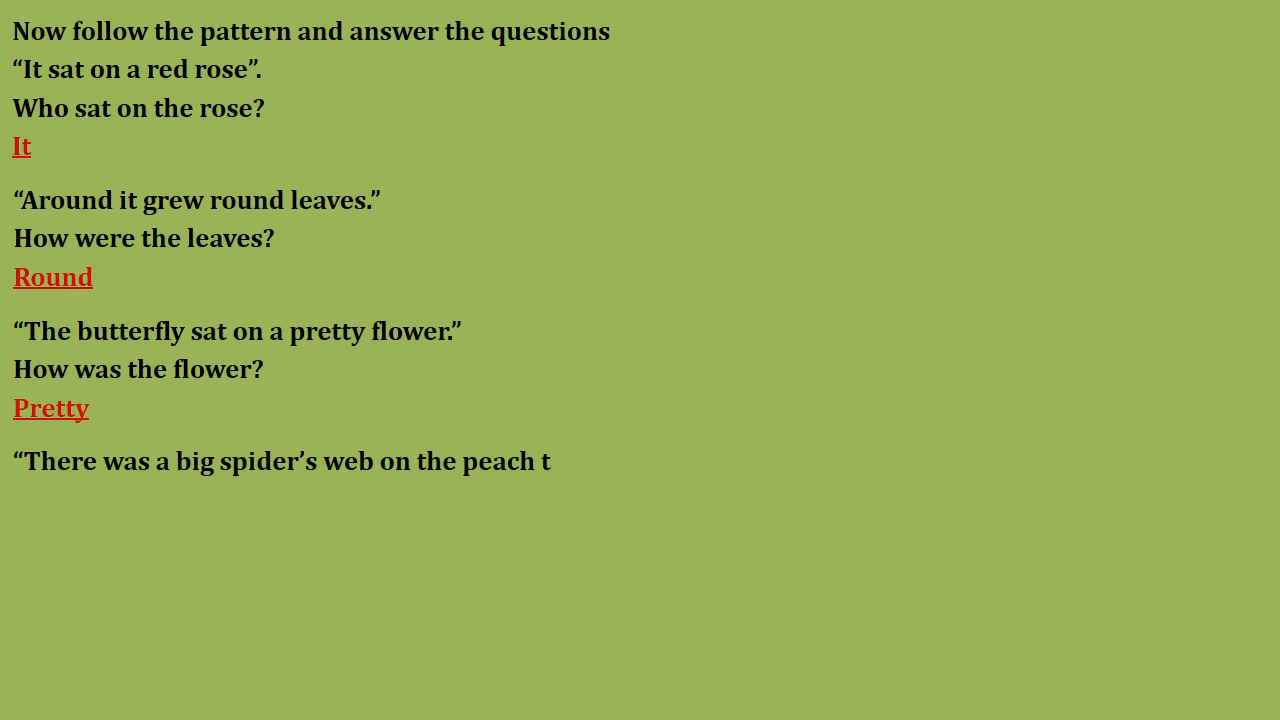 Now follow the pattern and answer the questions
“It sat on a red rose”.
Who sat on the rose?
It
“Around it grew round leaves.”
How were the leaves?
Round
“The butterfly sat on a pretty flower.”
How was the flower?
Pretty
“There was a big spider’s web on the peach t